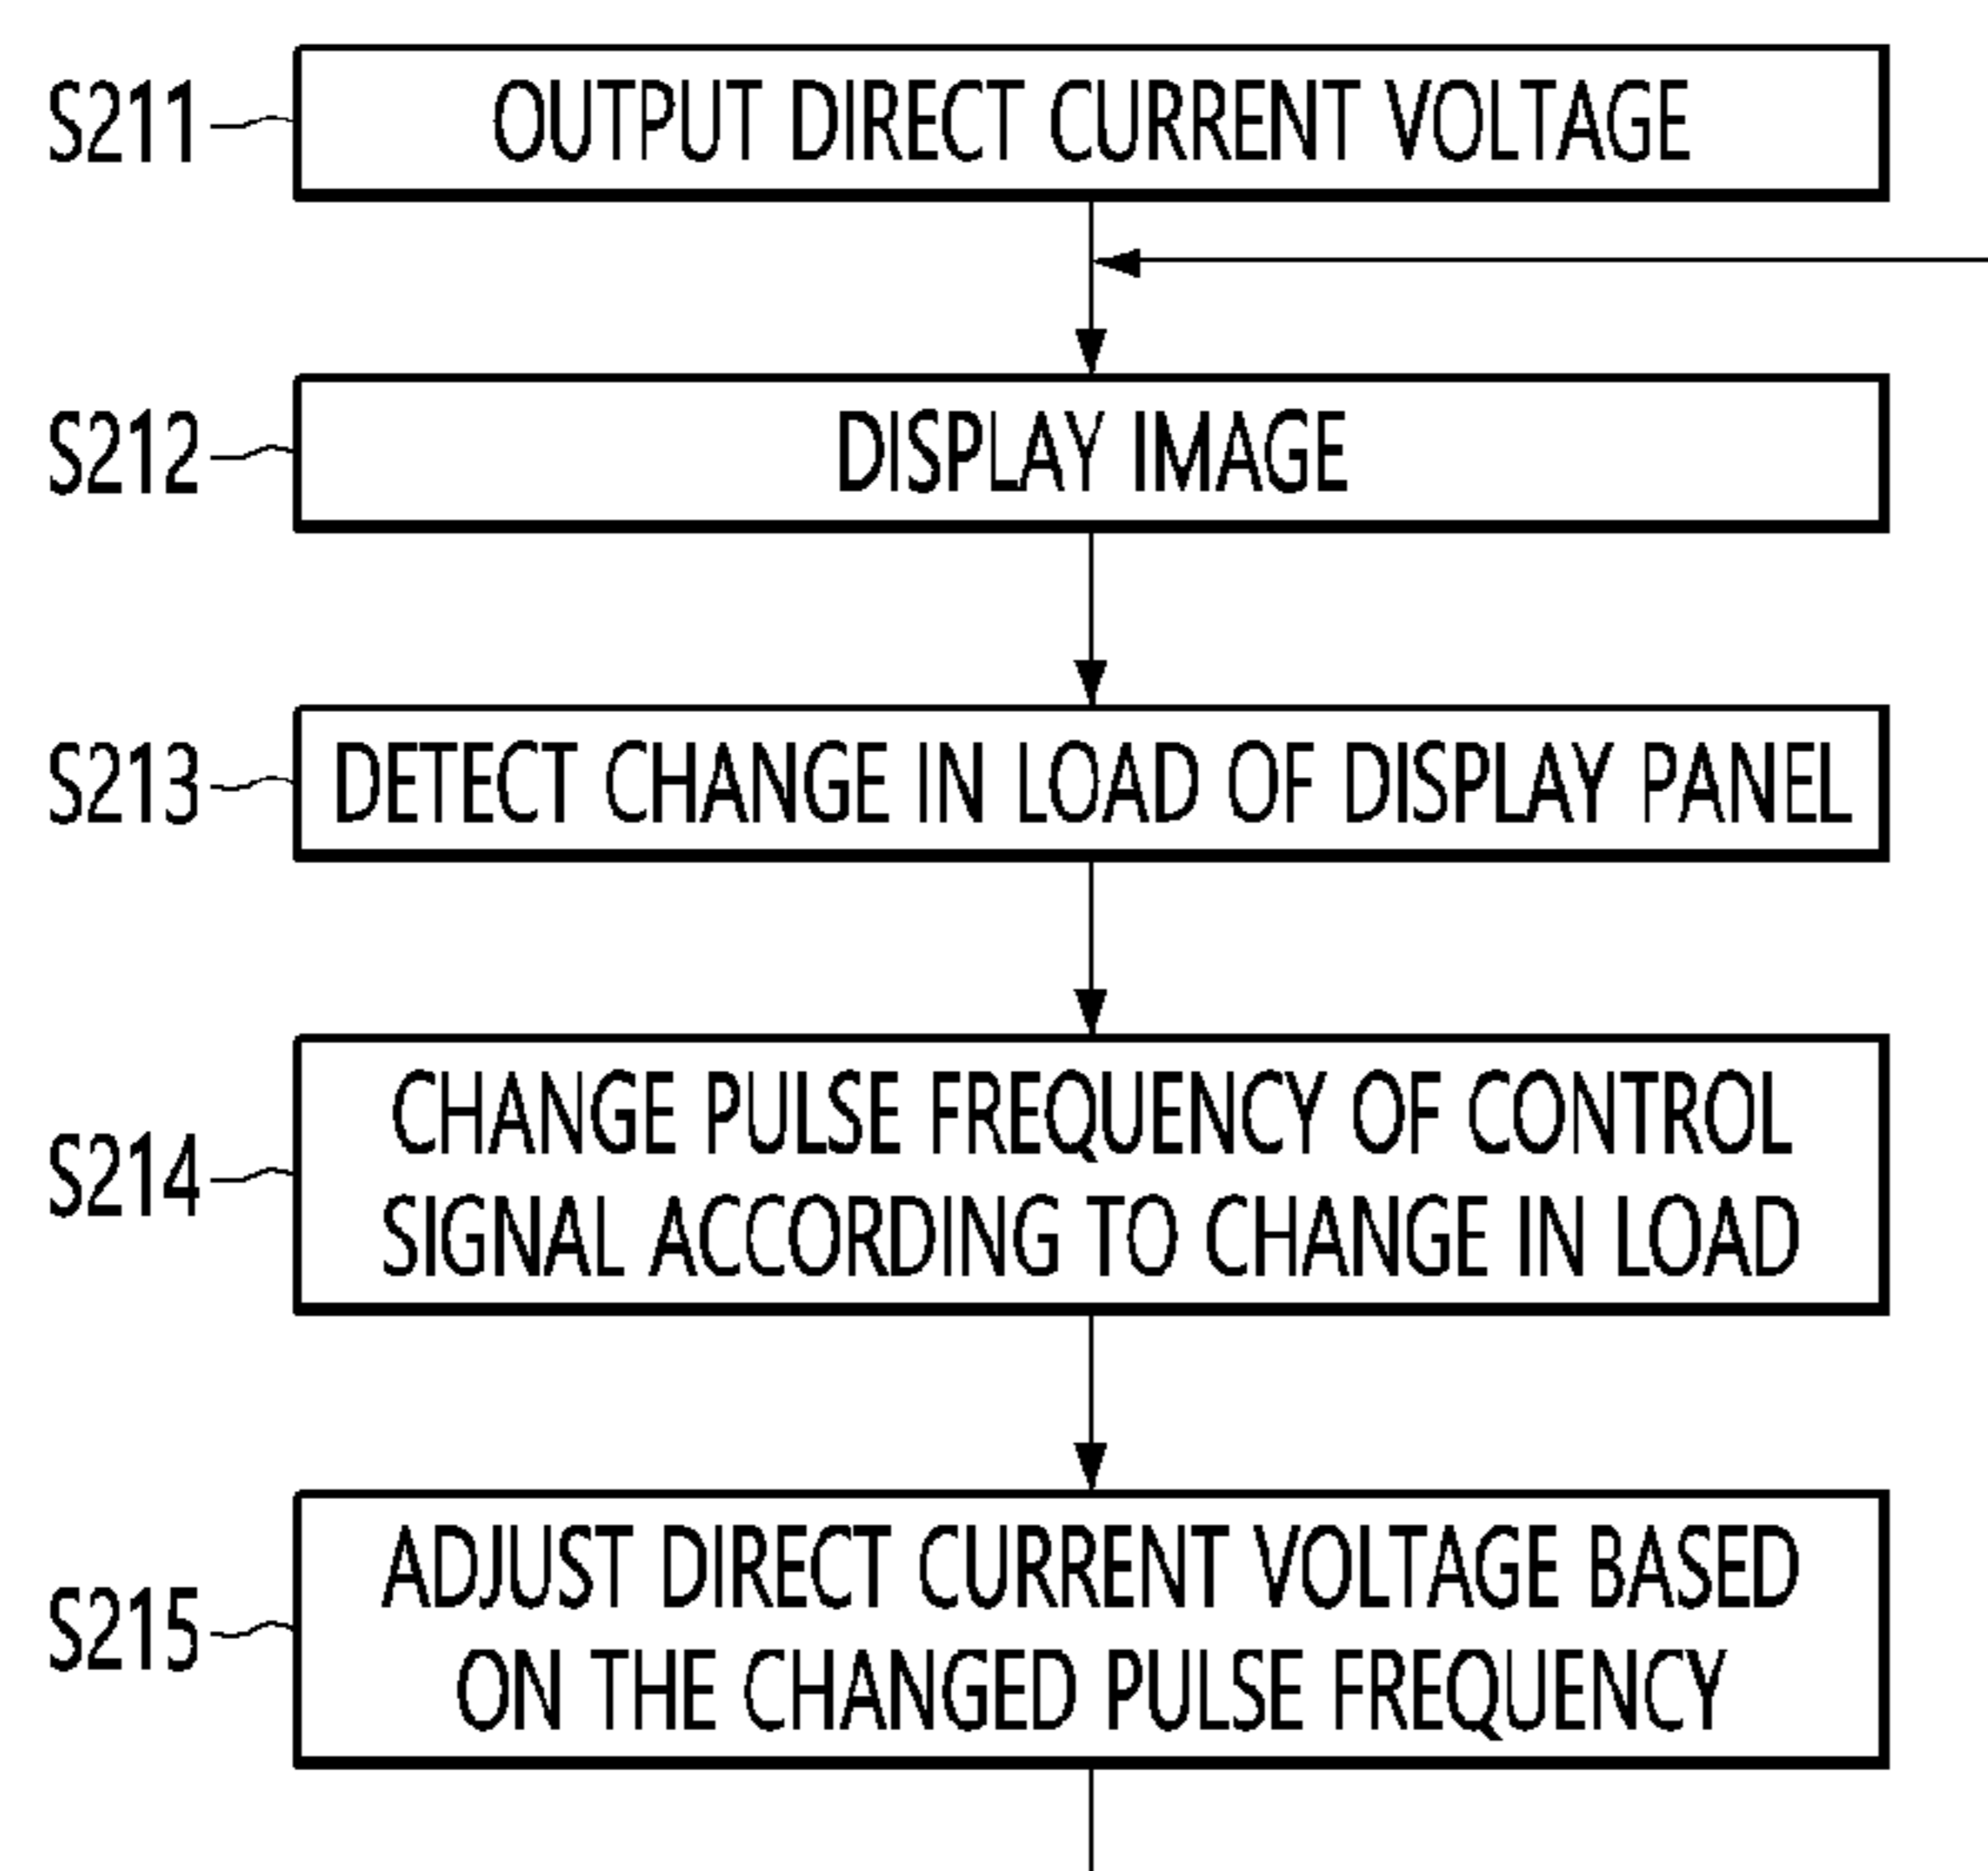 S211
OUTPUT DIRECT CURRENT VOLTAGE
S212
DISPLAY IMAGE
S213
DETECT CHANGE IN LOAD OF DISPLAY PANEL
S214
CHANGE PULSE FREQUENCY OF CONTROL
SIGNAL ACCORDING TO CHANGE IN LOAD
S215
ADJUST DIRECT CURRENT VOLTAGE BASED
ON THE CHANGED PULSE FREQUENCY